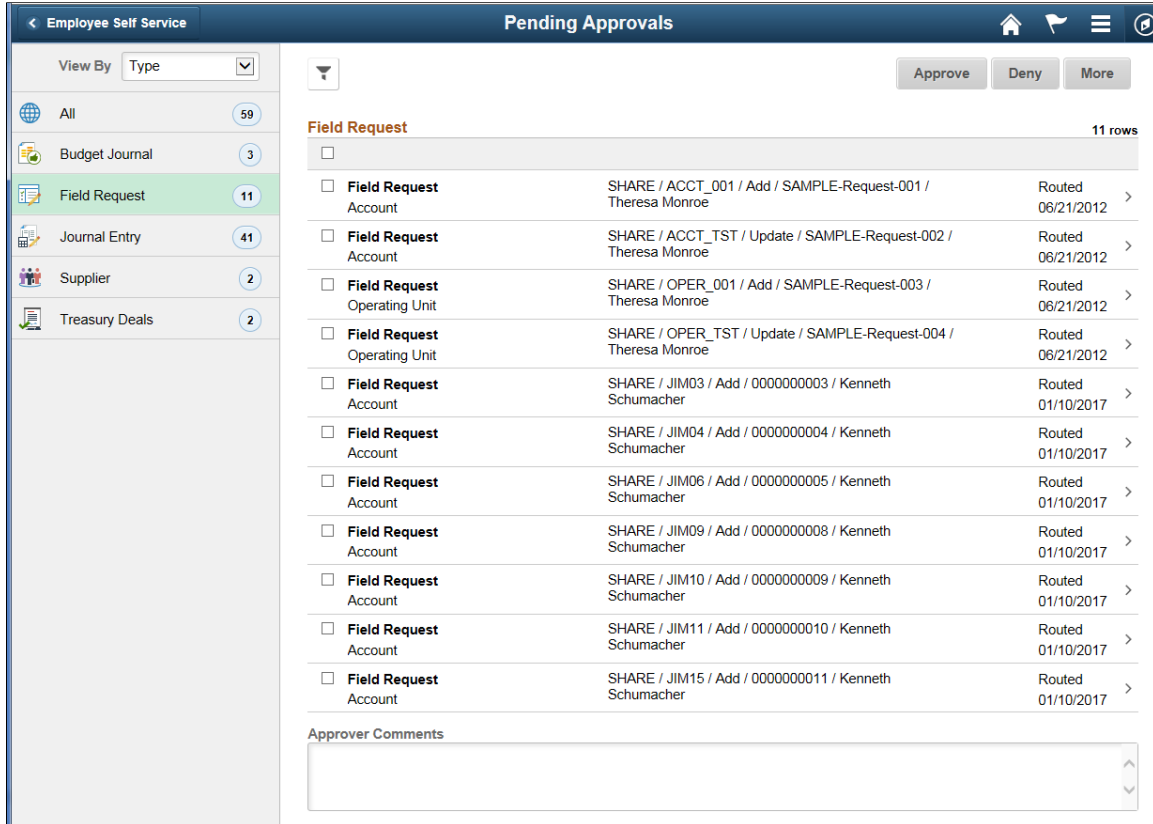 Employee Self Service
Pending Approvals
View By Type
All 59
Budget Journal 3
Field Request 11
Journal Entry 41
Supplier 2
Treasury Deals 2
Approve Deny More
Field Request
11 rows
Field Request SHARE / ACCT_001 / Add / SAMPLE-Request-001 / Routed
Account Theresa Monroe 06/21/2012
Field Request SHARE / ACCT_TST / Update / SAMPLE-Request-002 / Routed
Account Theresa Monroe 06/21/2012
Field Request SHARE / OPER_001 / Add / SAMPLE-Request-003 / Routed
Operating Unit Theresa Monroe 06/21/2012
Field Request SHARE / OPER_TST / Update / SAMPLE-Request-004 / Routed
Operating Unit Theresa Monroe 06/21/2012
Field Request SHARE / JIM03 / Add / 0000000003 / Kenneth Routed
Account Schumacher 01/10/2017
Field Request SHARE / JIM04 / Add / 0000000004 / Kenneth Routed
Account Schumacher 01/10/2017
Field Request SHARE / JIM06 / Add / 0000000005 / Kenneth Routed
Account Schumacher 01/10/2017
Field Request SHARE / JIM09 / Add / 0000000008 / Kenneth Routed
Account Schumacher 01/10/2017
Field Request SHARE / JIM10 / Add / 0000000009 / Kenneth Routed
Account Schumacher 01/10/2017
Field Request SHARE / JIM11 / Add / 0000000010 / Kenneth Routed
Account Schumacher 01/10/2017
Field Request SHARE / JIM15 / Add / 0000000011 / Kenneth Routed
Account Schumacher 01/10/2017
Approver Comments